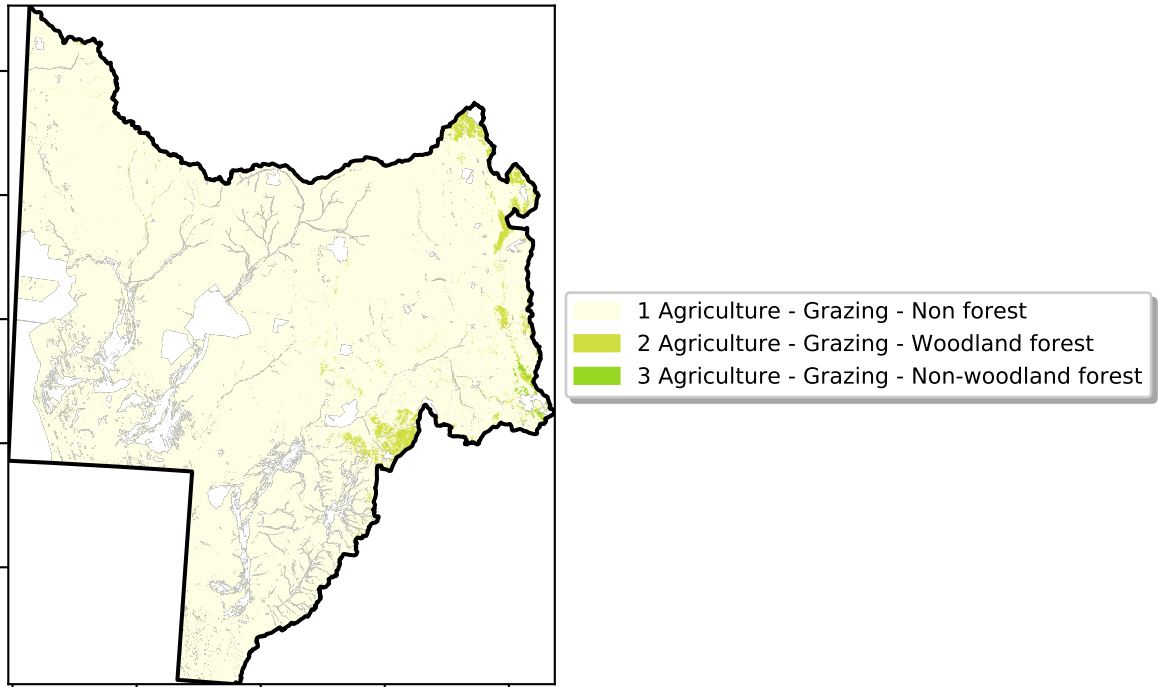 1 Agriculture - Grazing - Non forest
2 Agriculture - Grazing - Woodland forest
3 Agriculture - Grazing - Non-woodland forest